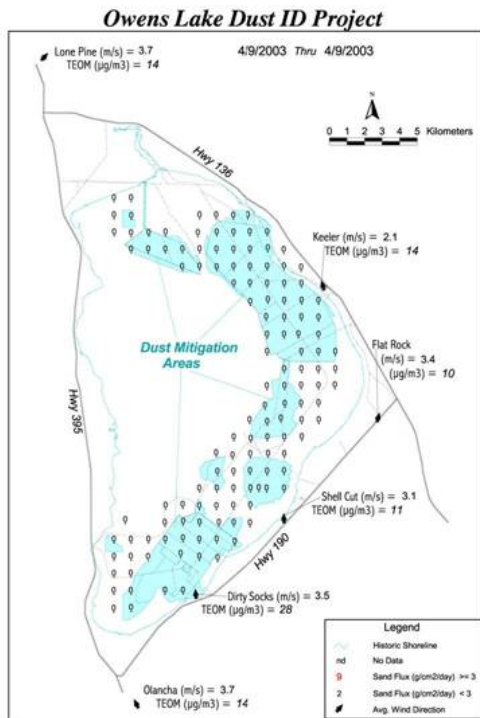 Owens Lake Dust ID Project
Lone Pine (m/s) = 3.7
TEOM (µg/m3) = 14
4/9/2003 Thru 4/9/2003
N
0 1 2 3 4 5 Kilometers
Hwy 136
Keeler (m/s) = 2.1
TEOM (µg/m3) = 14
Flat Rock
(m/s) = 3.4
(µg/m3) = 10
Dust Mitigation
Areas
Hwy 395
Shell Cut (m/s) = 3.1
TEOM (µg/m3) = 11
Hwy 190
Dirty Socks (m/s) = 3.5
TEOM (µg/m3) = 28
Olancha (m/s) = 3.7
TEOM (µg/m3) = 14
Legend
Historic Shoreline
nd No Data
9 Sand Flux (g/cm2/day) >= 3
2 Sand Flux (g/cm2/day) < 3
Avg. Wind Direction